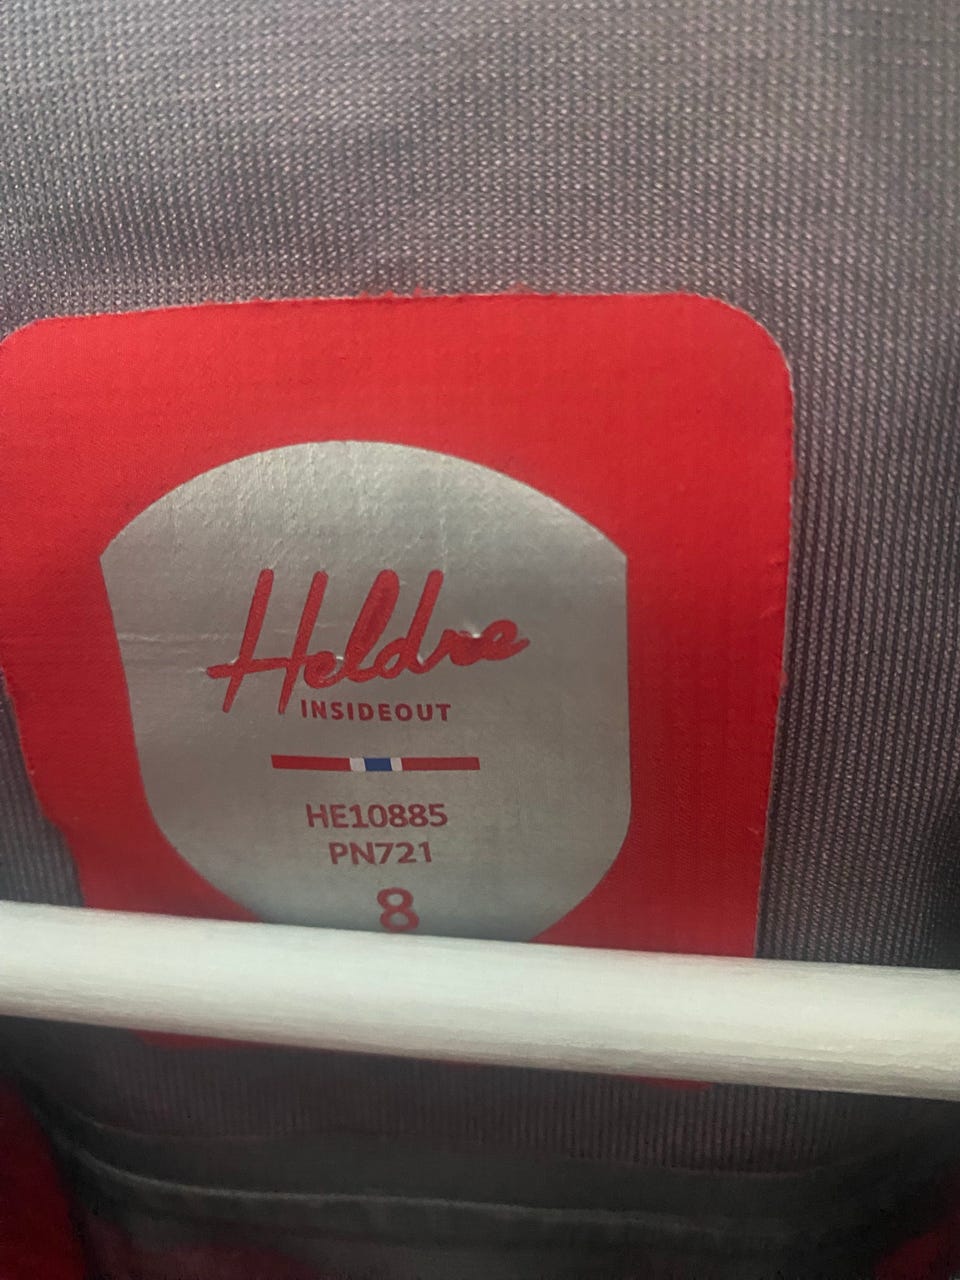 Heldre
INSIDEOUT
HE10885
PN721
8